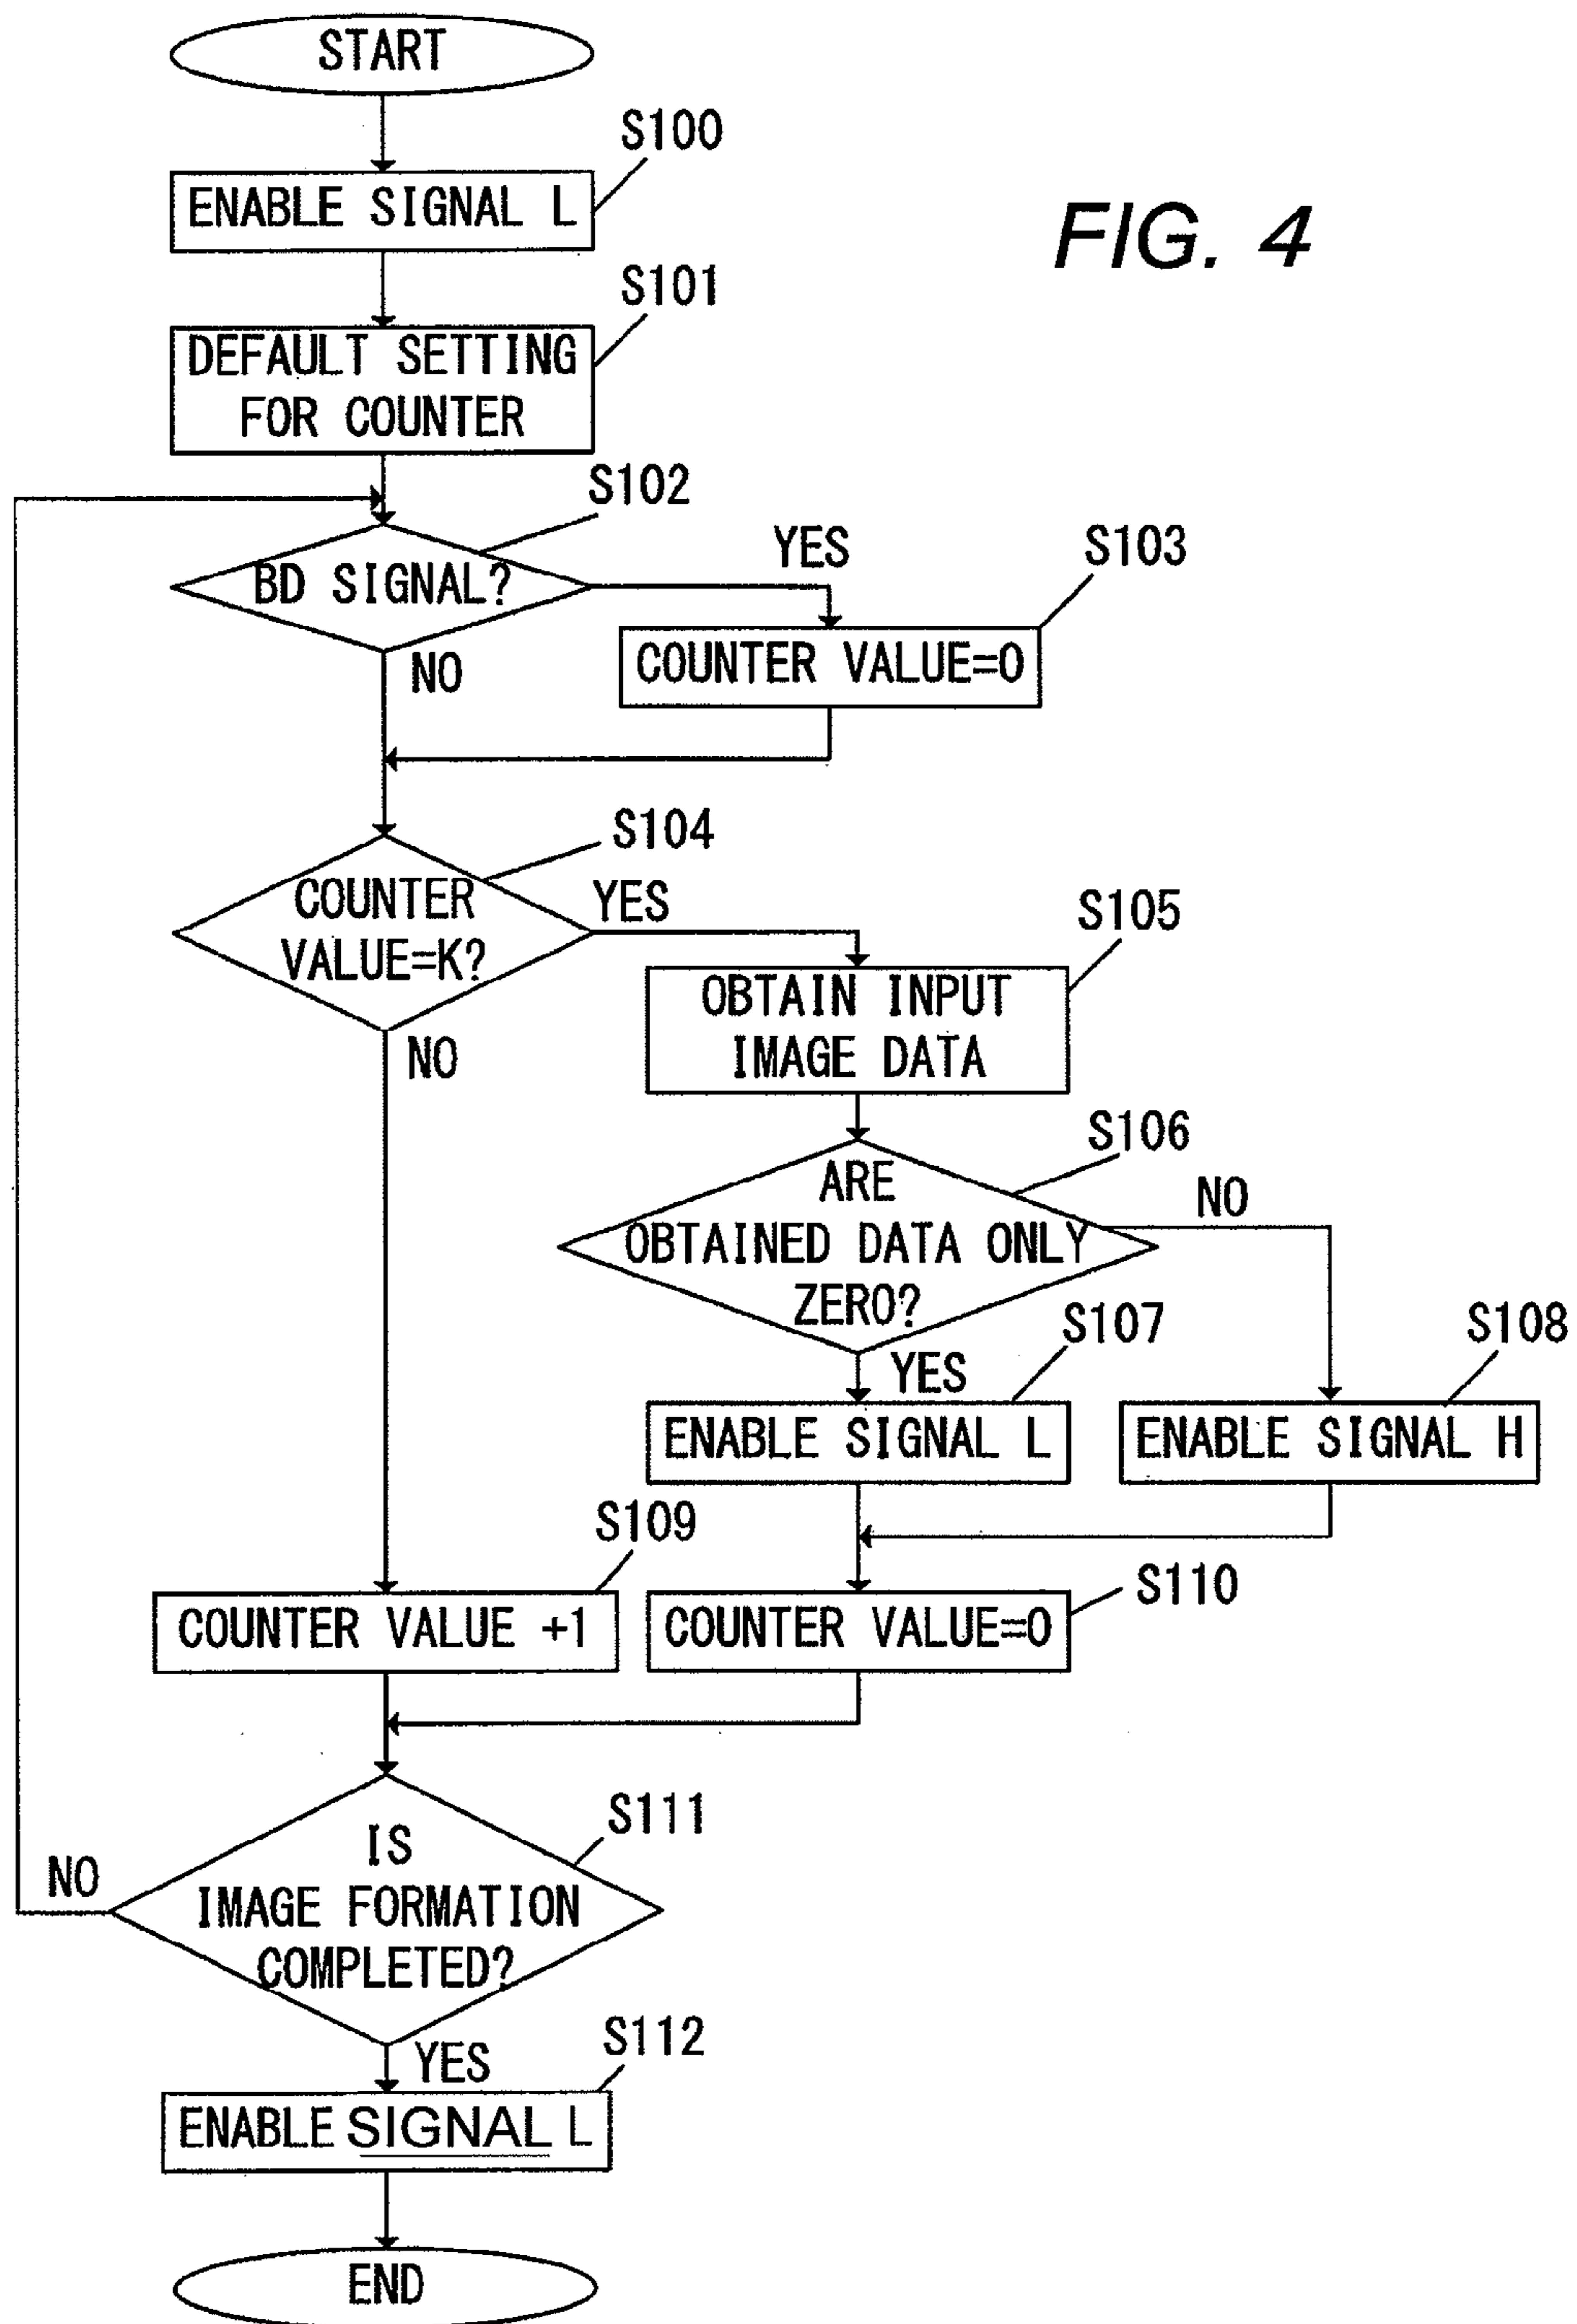 START
S100
ENABLE SIGNAL L
FIG. 4
S101
DEFAULT SETTING
FOR COUNTER
S102
BD SIGNAL?
YES
S103
COUNTER VALUE=0
NO
S104
COUNTER
VALUE=K?
YES
S105
OBTAIN INPUT
IMAGE DATA
NO
S106
ARE
OBTAINED DATA ONLY
ZERO?
NO
S107
YES
S108
ENABLE SIGNAL L
ENABLE SIGNAL H
S109
COUNTER VALUE +1
S110
COUNTER VALUE=0
S111
IS
IMAGE FORMATION
COMPLETED?
NO
YES
S112
ENABLE SIGNAL L
END